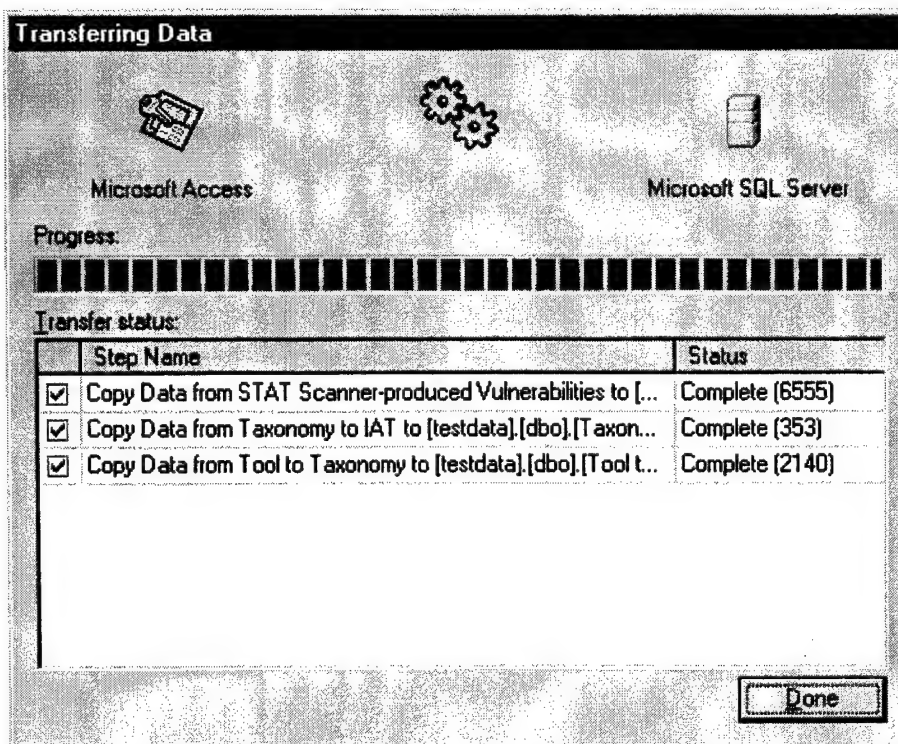 Transferring Data
Microsoft Access
Microsoft SQL Server
Progress:
Transfer status:
Step Name Status
Copy Data from STAT Scanner-produced Vulnerabilities to [... Complete (6555)
Copy Data from Taxonomy to IAT to [testdata].[dbo].[Taxon... Complete (353)
Copy Data from Tool to Taxonomy to [testdata].[dbo].[Tool t... Complete (2140)
Done